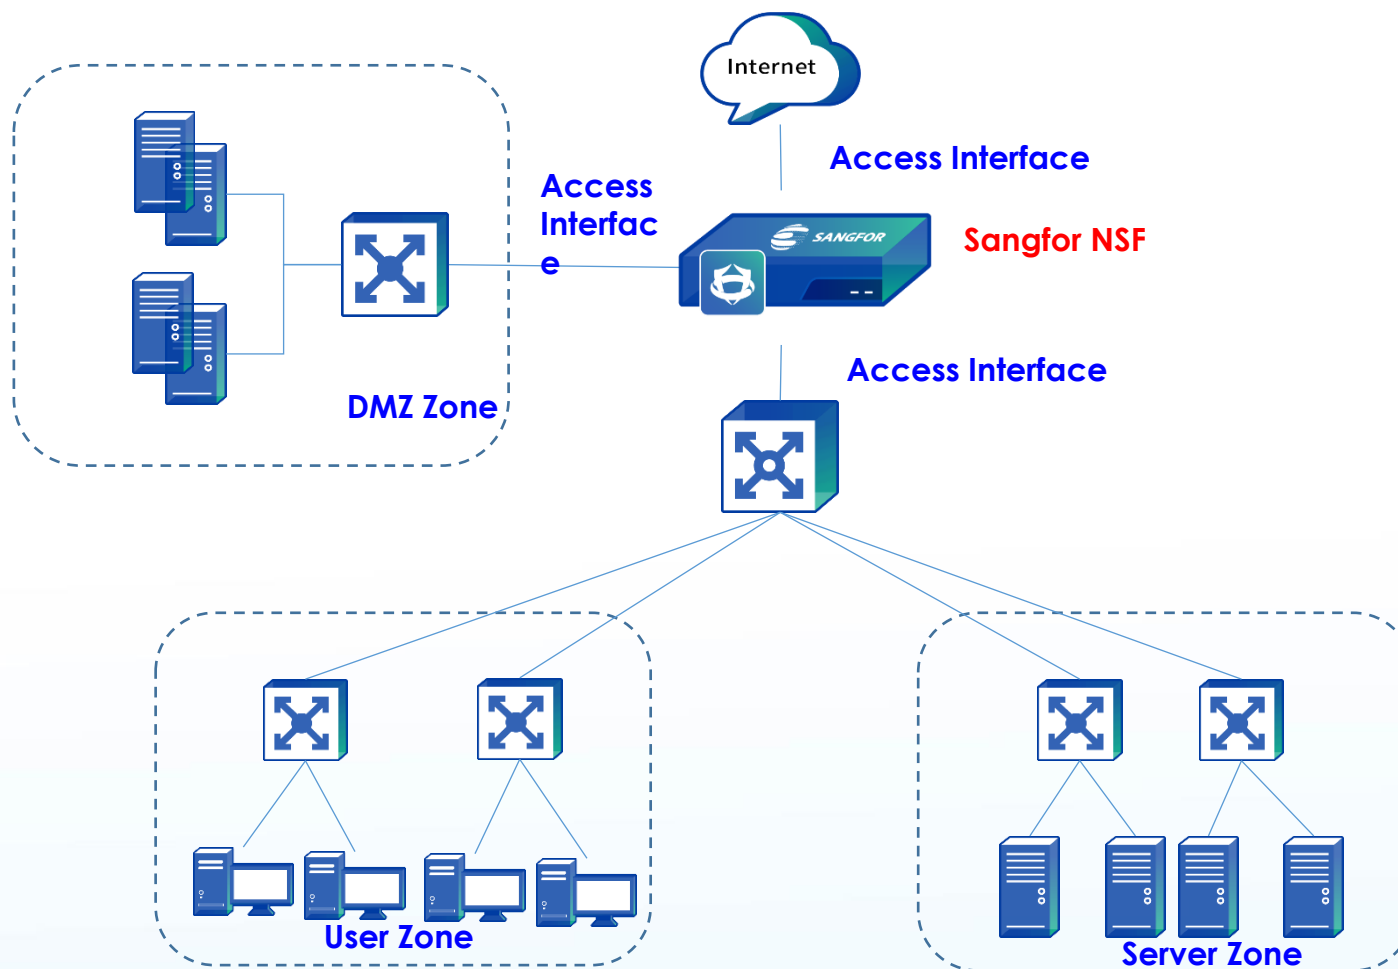 Internet
Access Interface
Access
Interfac
e
SANGFOR
Sangfor NSF
Access Interface
DMZ Zone
User Zone
Server Zone